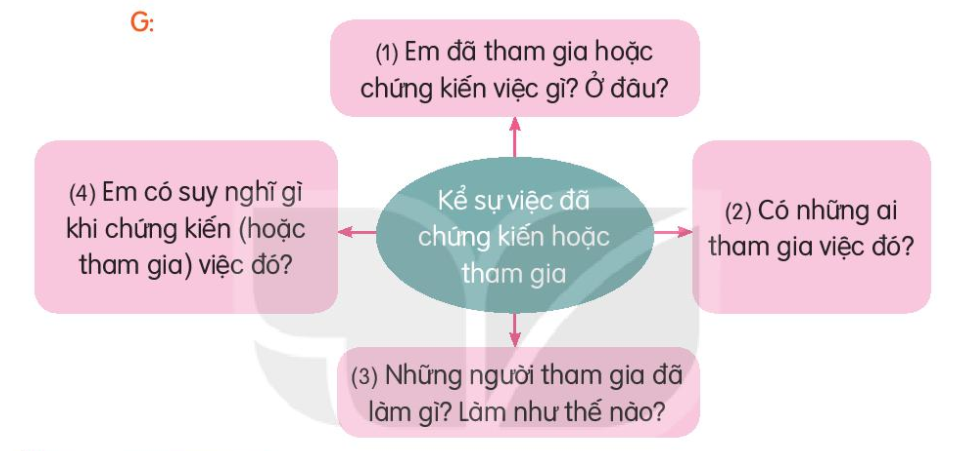 G:
(1) Em đã tham gia hoặc
chứng kiến việc gì? Ở đâu?
Kể sự việc đã
chứng kiến hoặc
tham gia
(2) Có những ai
tham gia việc đó?
(3) Những người tham gia đã
làm gì? Làm như thế nào?
(4) Em có suy nghĩ gì
khi chứng kiến (hoặc
tham gia) việc đó?